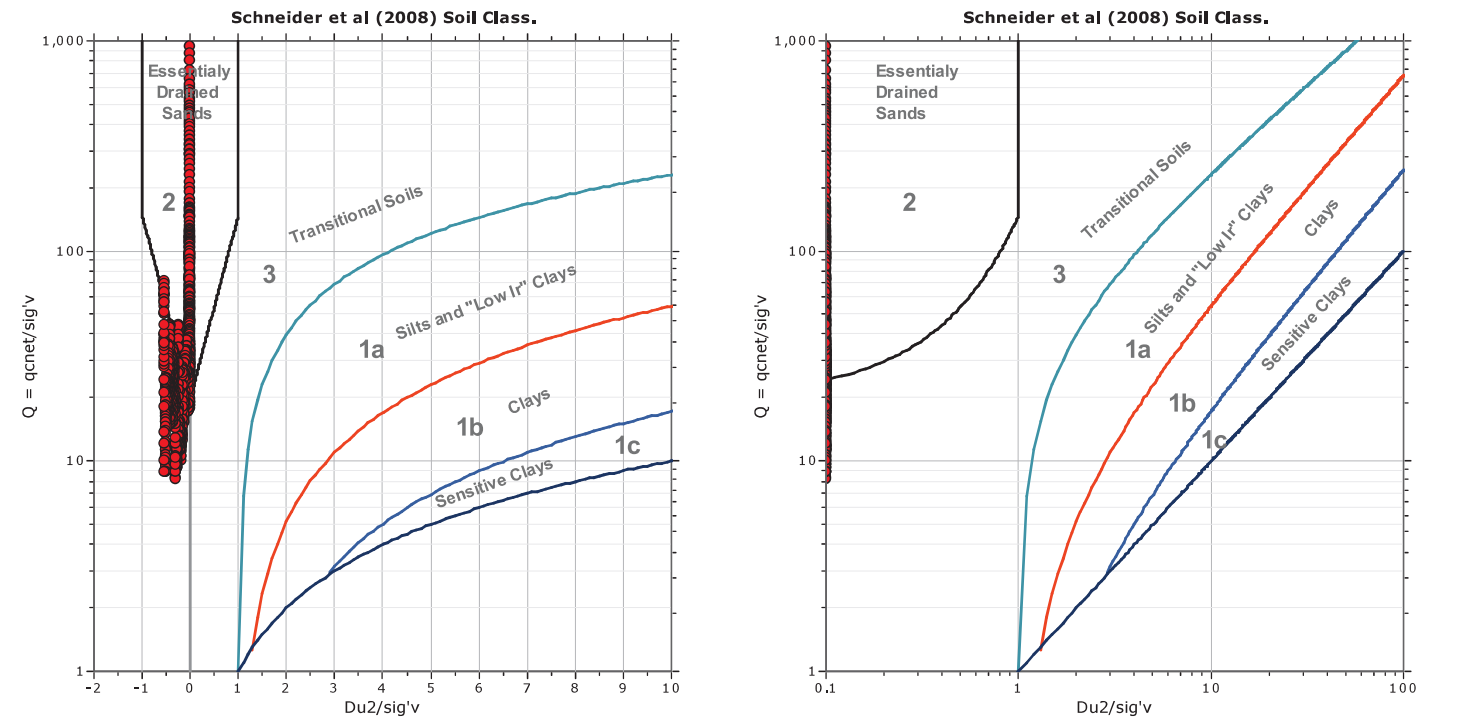 Schneider et al (2008) Soil Class.
1,000
100
10
1
Q = qcnet/sig'v
Essentialy
Drained
Sands
2
3
Transitional Soils
1a
Silts and "Low Ir" Clays
1b
Clays
1c
Sensitive Clays
-2 -1 0 1 2 3 4 5 6 7 8 9 10
Du2/sig'v
Schneider et al (2008) Soil Class.
1,000
100
10
1
Q = qcnet/sig'v
Essentialy
Drained
Sands
2
3
Transitional Soils
1a
Silts and "Low Ir" Clays
1b
Clays
1c
Sensitive Clays
0.1 1 10 100
Du2/sig'v